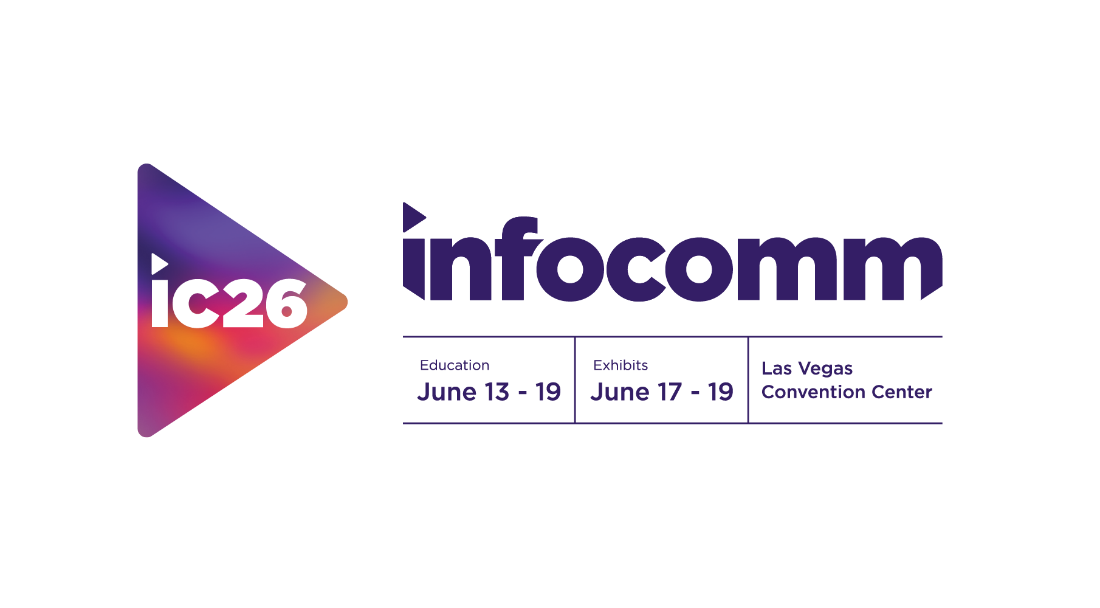 iC26
infocomm
Education
June 13 - 19
Exhibits
June 17 - 19
Las Vegas
Convention Center